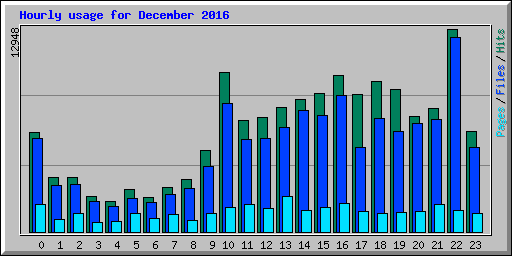 Hourly usage for December 2016
12948
Pages/Files/Hits
0 1 2 3 4 5 6 7 8 9 10 11 12 13 14 15 16 17 18 19 20 21 22 23